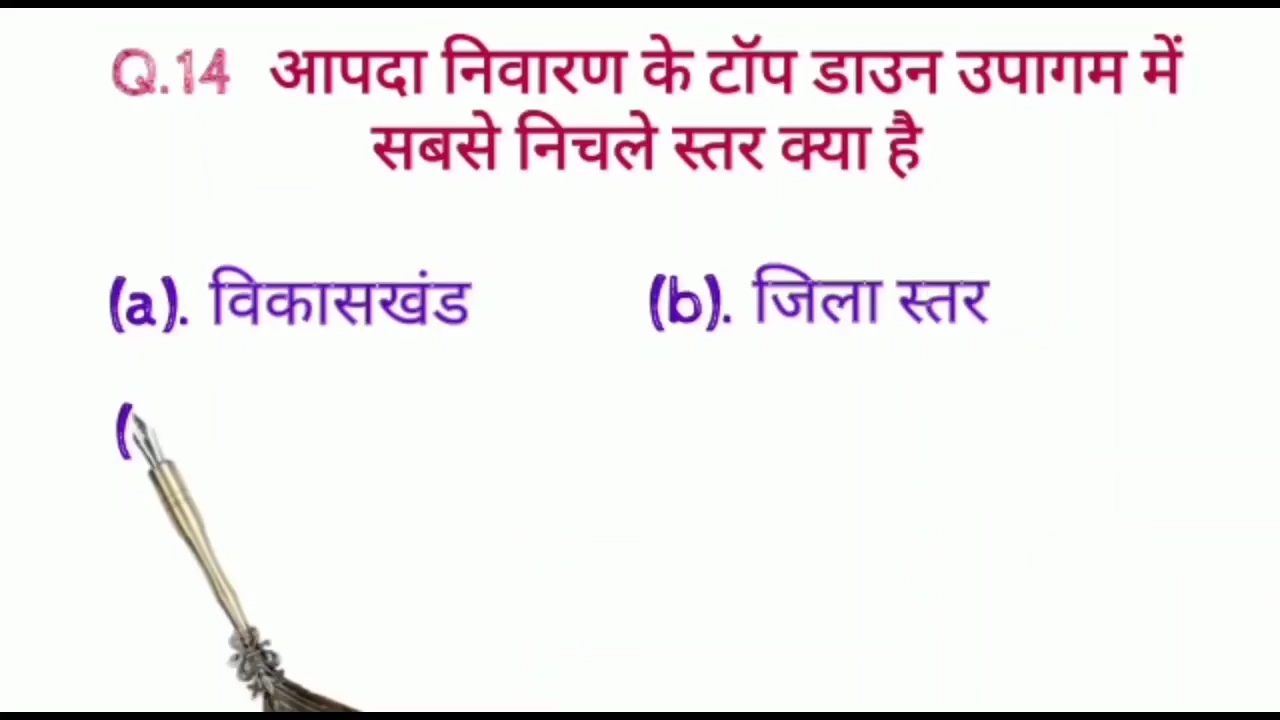 Q.14 आपदा निवारण के टॉप डाउन उपागम में
सबसे निचले स्तर क्या है
(a). विकासखंड (b). जिला स्तर
(